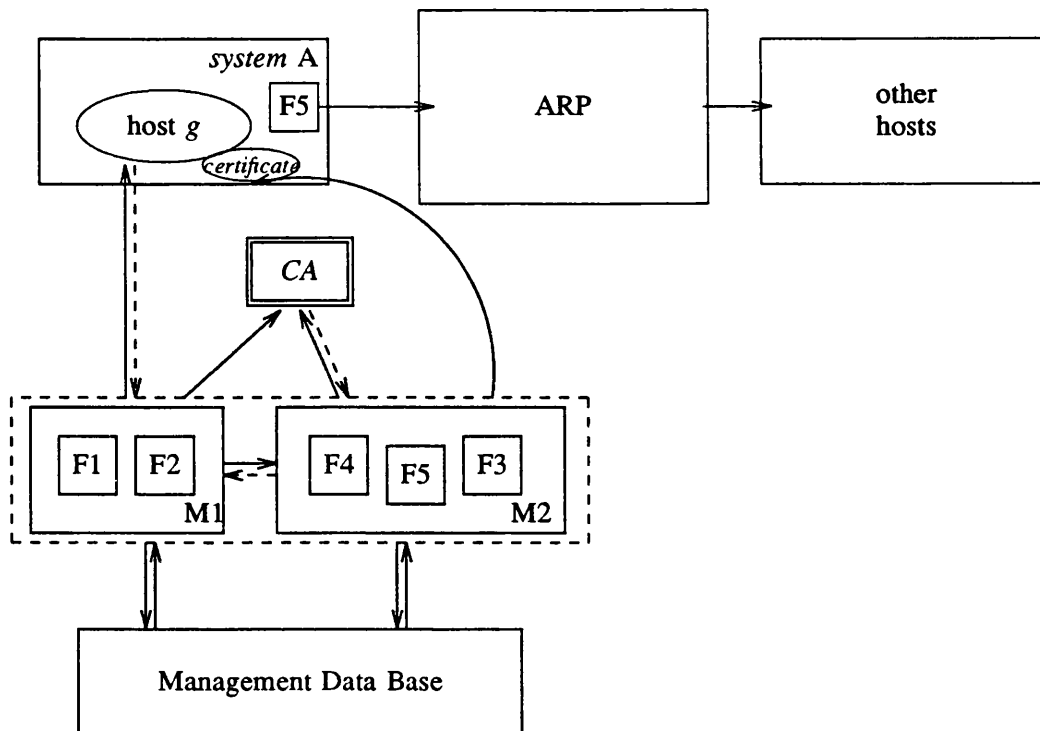 system A
F5
host g
certificate
ARP
other
hosts
CA
F1
F2
M1
F4
F5
F3
M2
Management Data Base